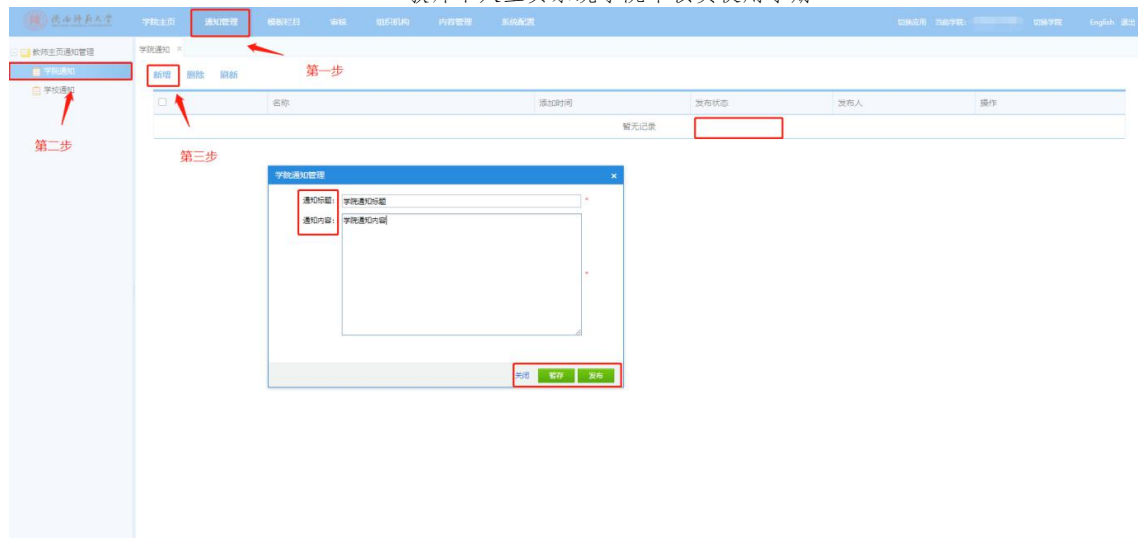 陕西师范大学
学院主页 通知管理 模板栏目 审核 组织机构 内容管理 系统配置 切换应用 当前学院: 切换学院 English 退出
教师主页通知管理
学院通知
学校通知
学院通知 ×
新增 删除 刷新
第一步
名称 添加时间 发布状态 发布人 操作
暂无记录
第二步
第三步
学院通知管理 ×
通知标题: 学院通知标题 *
通知内容: 学院通知内容 *
关闭 暂存 发布